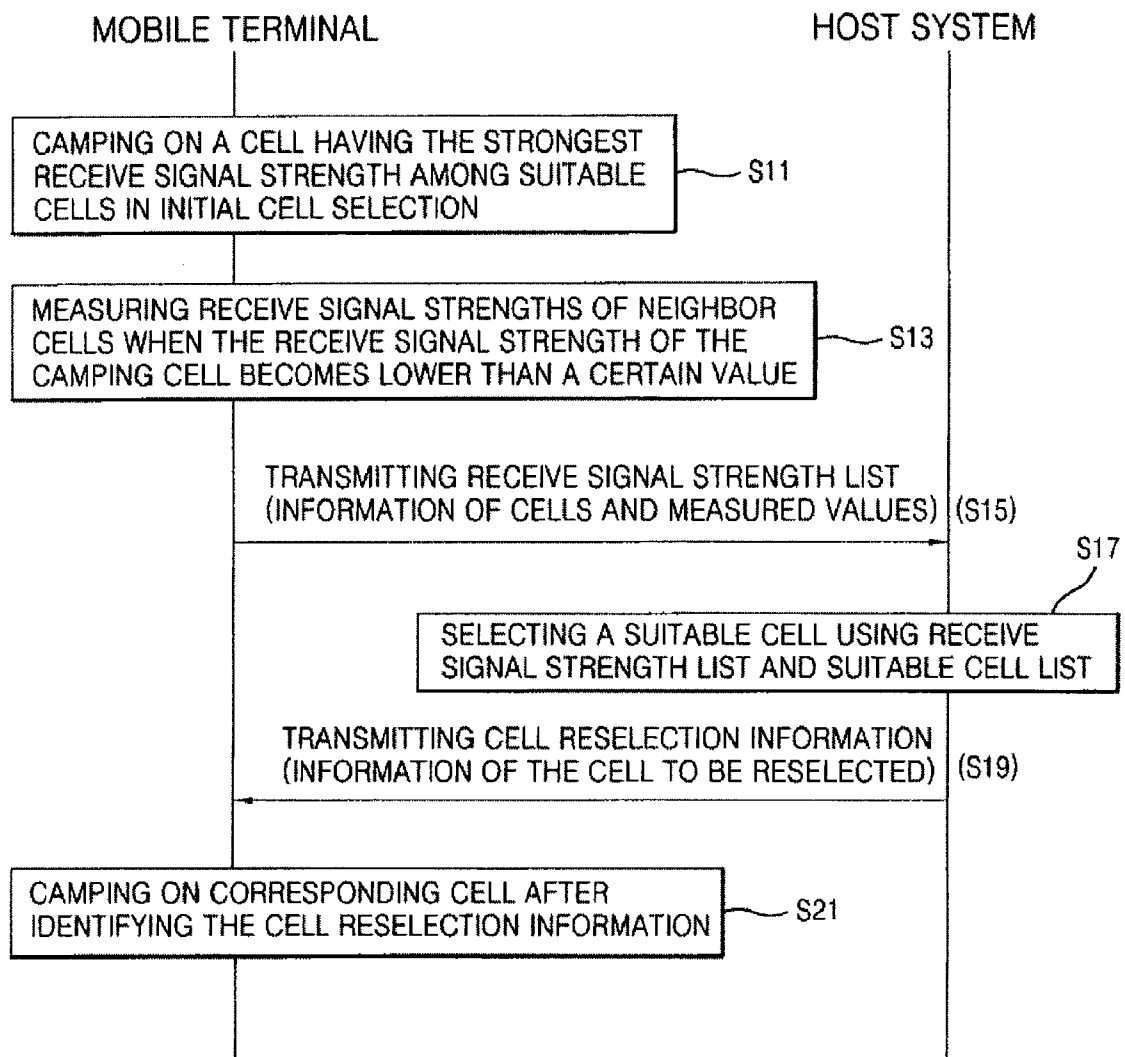 MOBILE TERMINAL
HOST SYSTEM
CAMPING ON A CELL HAVING THE STRONGEST
RECEIVE SIGNAL STRENGTH AMONG SUITABLE
CELLS IN INITIAL CELL SELECTION
S11
MEASURING RECEIVE SIGNAL STRENGTHS OF NEIGHBOR
CELLS WHEN THE RECEIVE SIGNAL STRENGTH OF THE
CAMPING CELL BECOMES LOWER THAN A CERTAIN VALUE
S13
TRANSMITTING RECEIVE SIGNAL STRENGTH LIST
(INFORMATION OF CELLS AND MEASURED VALUES)
(S15)
S17
SELECTING A SUITABLE CELL USING RECEIVE
SIGNAL STRENGTH LIST AND SUITABLE CELL LIST
TRANSMITTING CELL RESELECTION INFORMATION
(INFORMATION OF THE CELL TO BE RESELECTED)
(S19)
CAMPING ON CORRESPONDING CELL AFTER
IDENTIFYING THE CELL RESELECTION INFORMATION
S21